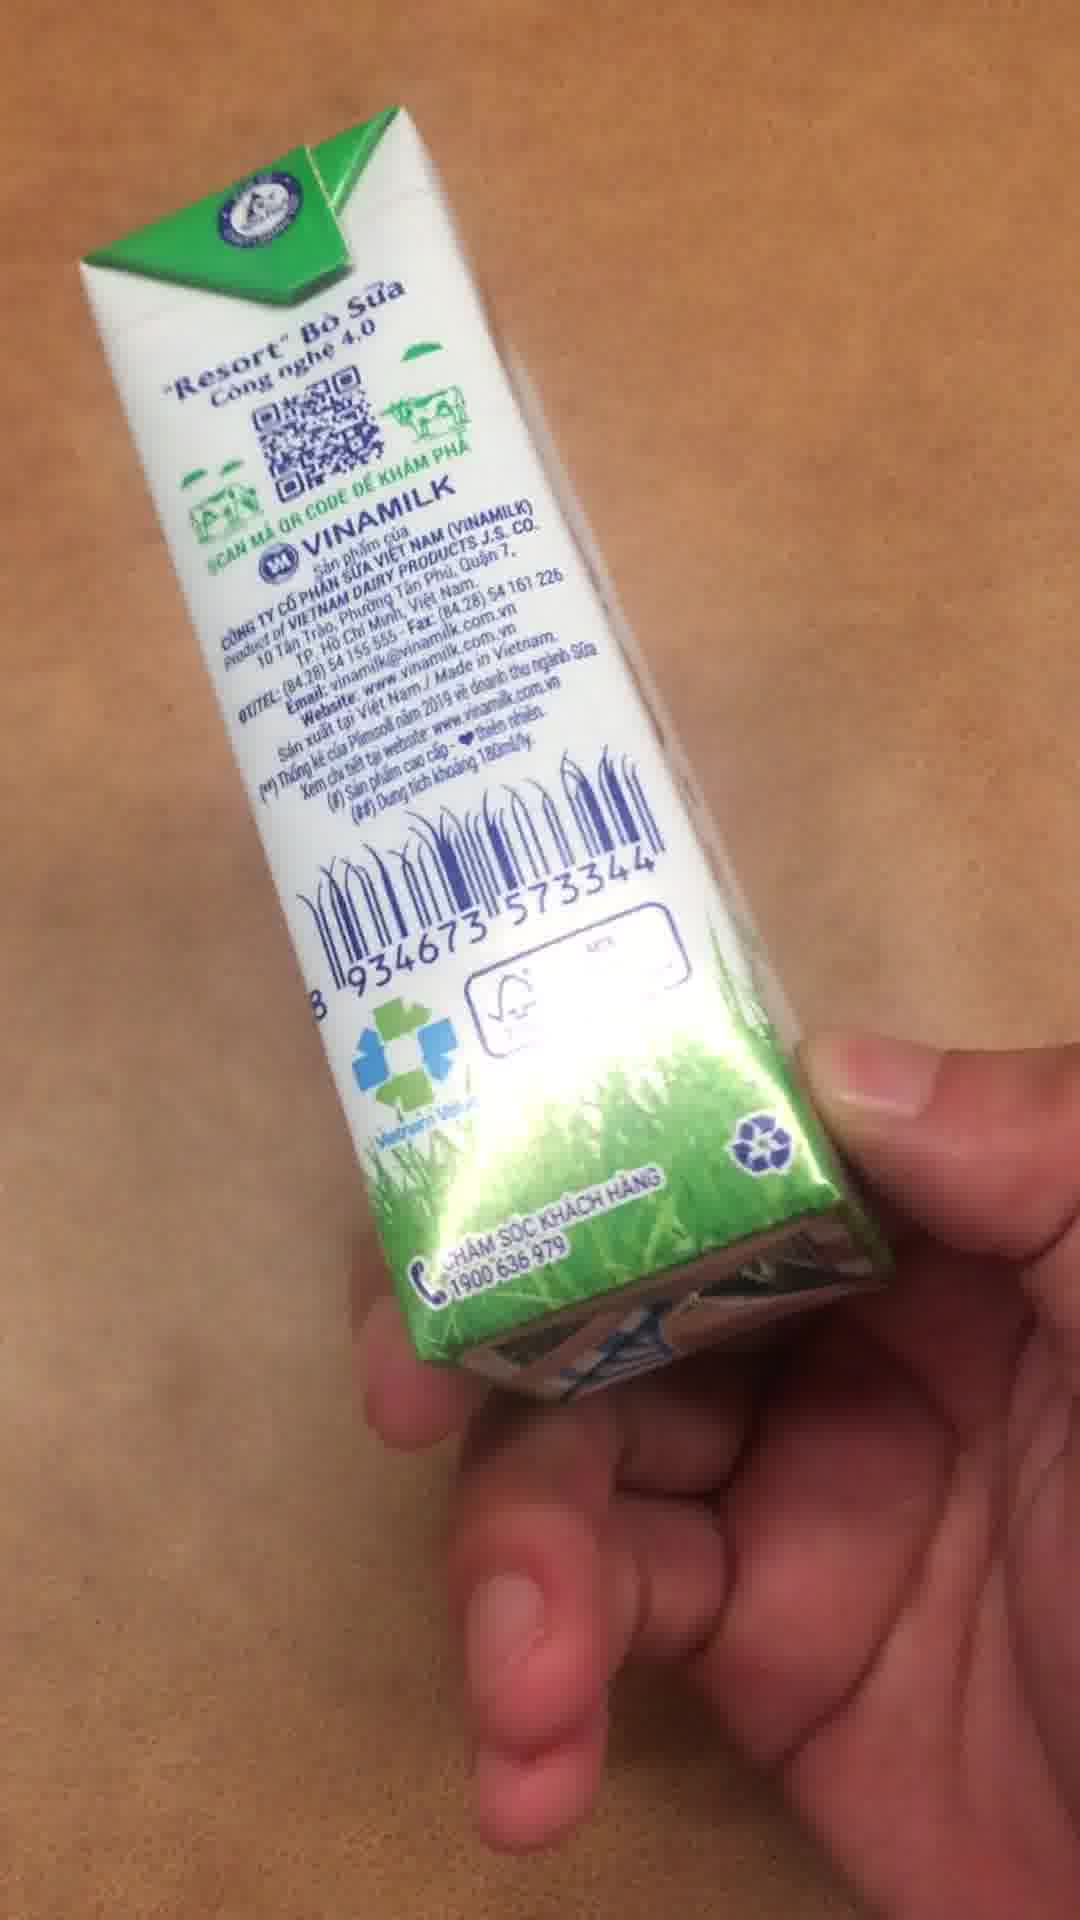 "Resort" Bò Sữa
Công nghệ 4.0
SCAN MÃ QR CODE ĐỂ KHÁM PHÁ
VINAMILK
Sản phẩm của
CÔNG TY CỔ PHẦN SỮA VIỆT NAM (VINAMILK)
Product of VIETNAM DAIRY PRODUCTS J.S. CO.
10 Tân Trào, Phường Tân Phú, Quận 7,
TP. Hồ Chí Minh, Việt Nam.
ĐT/TEL: (84.28) 54 155 555 - Fax: (84.28) 54 161 226
Email: vinamilk@vinamilk.com.vn
Website: www.vinamilk.com.vn
Sản xuất tại Việt Nam / Made in Vietnam.
(**) Thống kê của Plimsoll năm 2019 về doanh thu ngành Sữa
Xem chi tiết tại website: www.vinamilk.com.vn
(#) Sản phẩm cao cấp - thiên nhiên.
(##) Dung tích khoảng 180ml/ly.
8 934673 573344
MIX
Vietnam Value
CHĂM SÓC KHÁCH HÀNG
1900 636 979